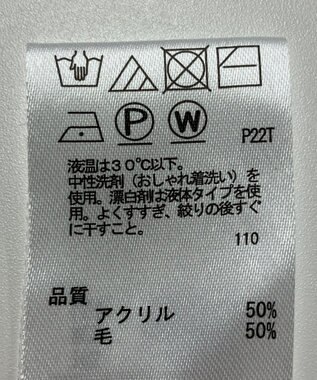 P
W
P22T
液温は30℃以下。
中性洗剤（おしゃれ着洗い）を
使用。漂白剤は液体タイプを使
用。よくすすぎ、絞りの後すぐ
に干すこと。
110
品質
アクリル 50%
毛 50%